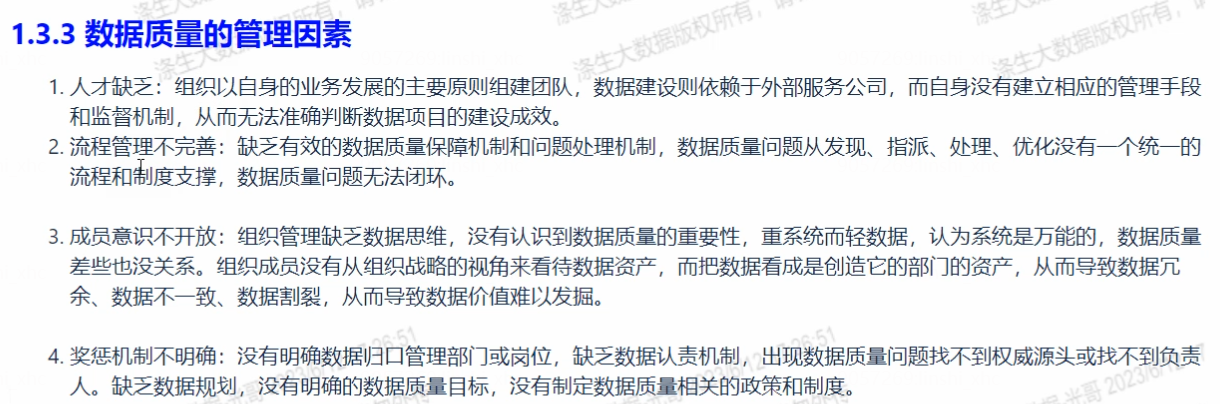 1.3.3 数据质量的管理因素
1. 人才缺乏：组织以自身的业务发展的主要原则组建团队，数据建设则依赖于外部服务公司，而自身没有建立相应的管理手段
和监督机制，从而无法准确判断数据项目的建设成效。
2. 流程管理不完善：缺乏有效的数据质量保障机制和问题处理机制，数据质量问题从发现、指派、处理、优化没有一个统一的
流程和制度支撑，数据质量问题无法闭环。
3. 成员意识不开放：组织管理缺乏数据思维，没有认识到数据质量的重要性，重系统而轻数据，认为系统是万能的，数据质量
差些也没关系。组织成员没有从组织战略的视角来看待数据资产，而把数据看成是创造它的部门的资产，从而导致数据冗
余、数据不一致、数据割裂，从而导致数据价值难以发掘。
4. 奖惩机制不明确：没有明确数据归口管理部门或岗位，缺乏数据认责机制，出现数据质量问题找不到权威源头或找不到负责
人。缺乏数据规划，没有明确的数据质量目标，没有制定数据质量相关的政策和制度。
涤生大数据版权所有，
涤生大数据版权所有，